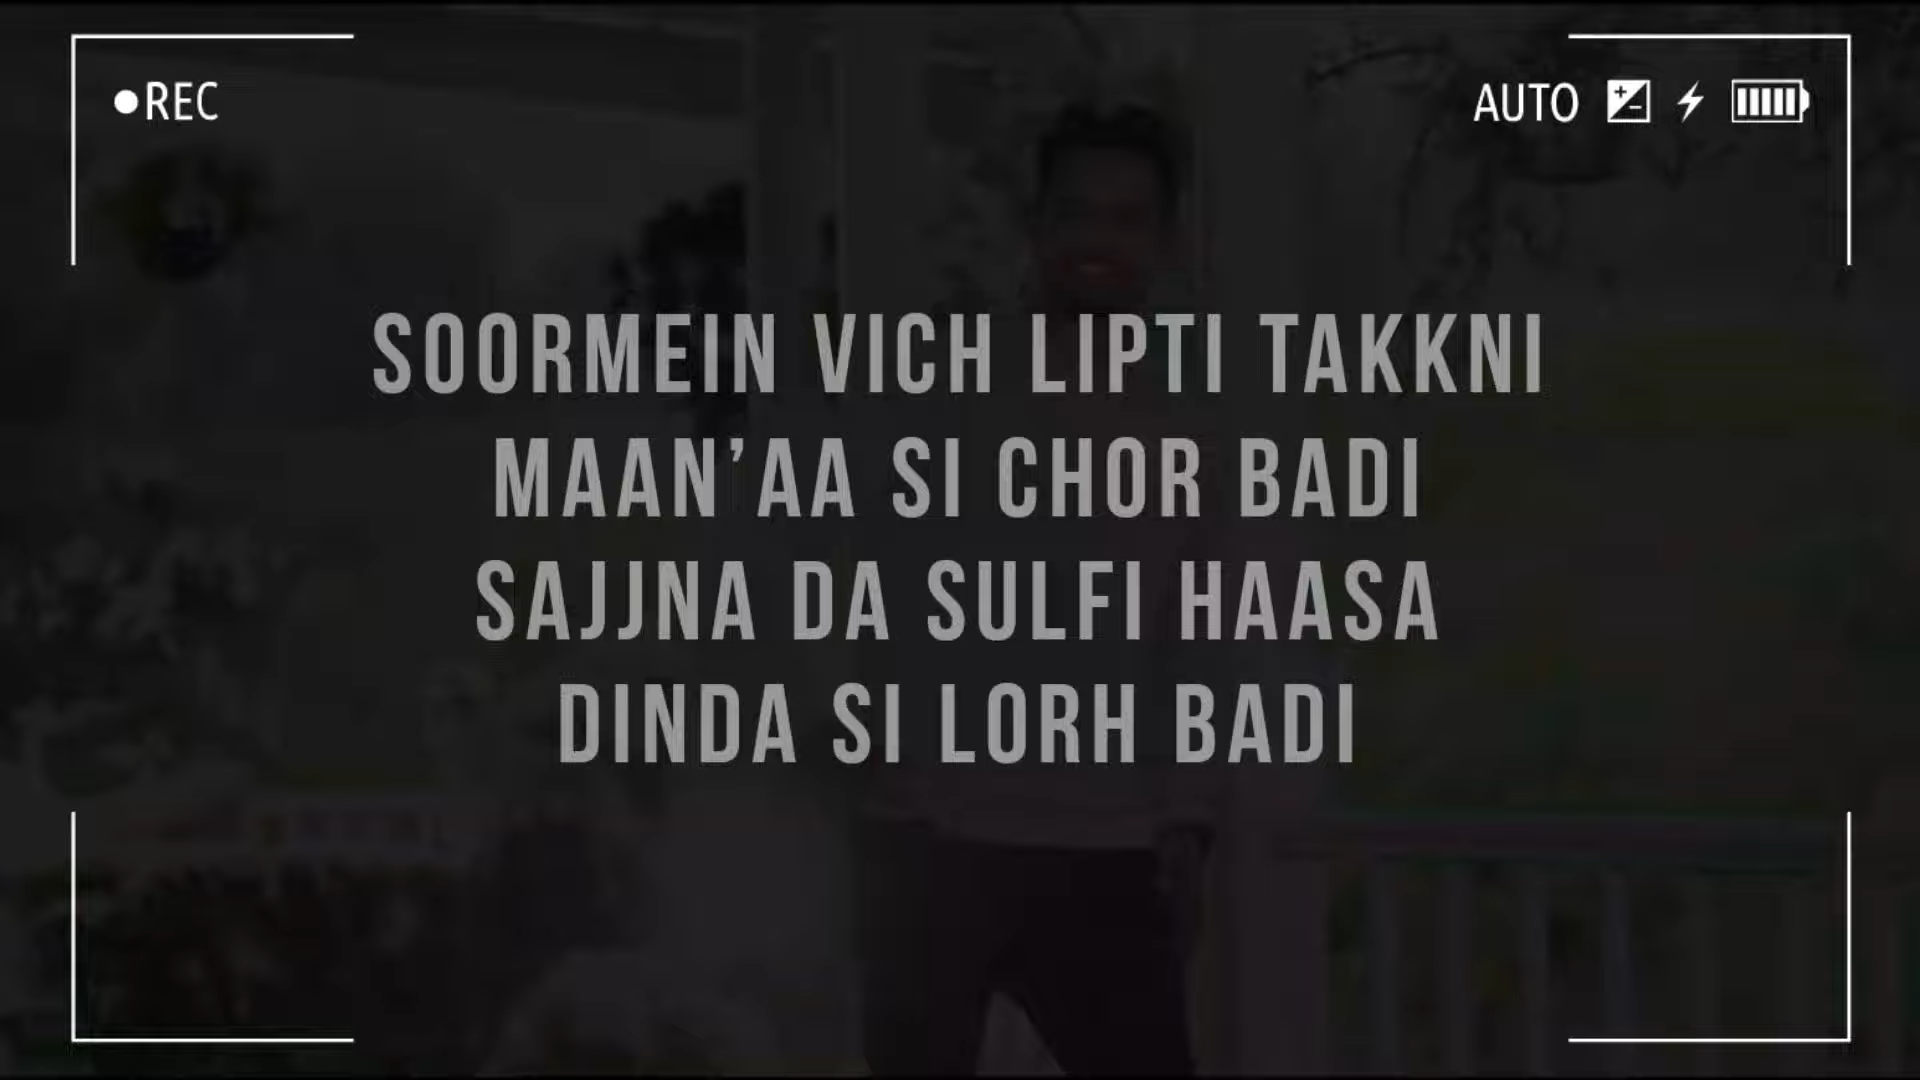 ●REC
AUTO
SOORMEIN VICH LIPTI TAKKNI
MAAN’AA SI CHOR BADI
SAJJNA DA SULFI HAASA
DINDA SI LORH BADI